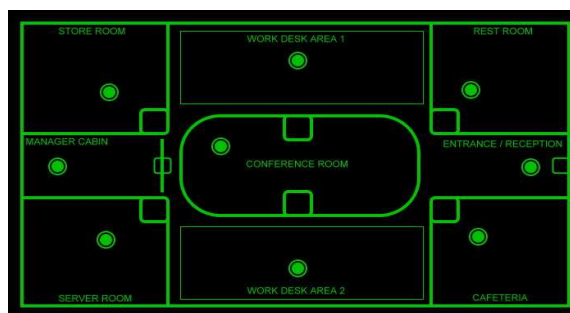 STORE ROOM
WORK DESK AREA 1
REST ROOM
MANAGER CABIN
CONFERENCE ROOM
ENTRANCE / RECEPTION
SERVER ROOM
WORK DESK AREA 2
CAFETERIA